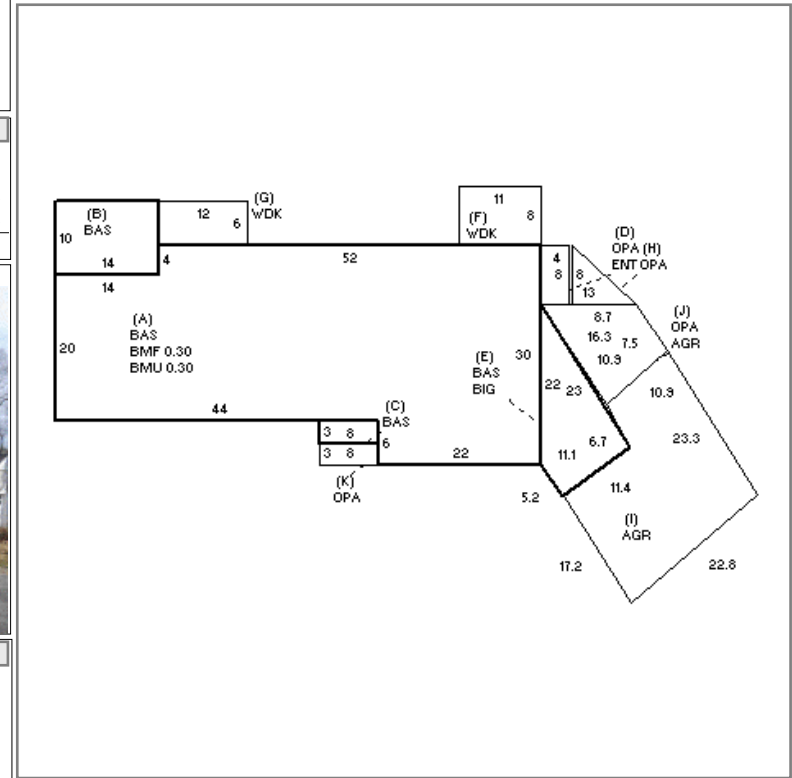 (B)
BAS
10
14
12
6
(G)
WDK
11
8
(F)
WDK
4
52
14
(D)
OPA (H)
ENT OPA
4
8
8
13
(A)
BAS
BMF 0.30
BMU 0.30
20
30
(E)
BAS
BIG
8.7
16.3
7.5
10.9
(J)
OPA
AGR
22
23
10.9
44
(C)
BAS
3
8
6
3
8
(K)
OPA
22
11.1
6.7
23.3
5.2
11.4
(I)
AGR
17.2
22.8